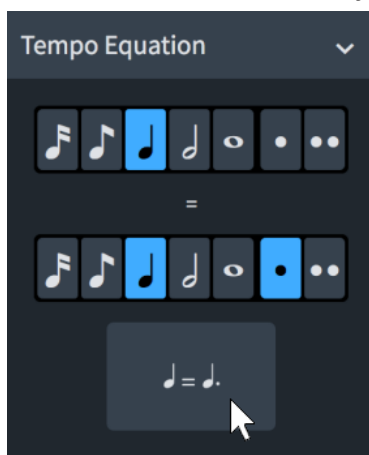 Tempo Equation
=
♩ = ♩.